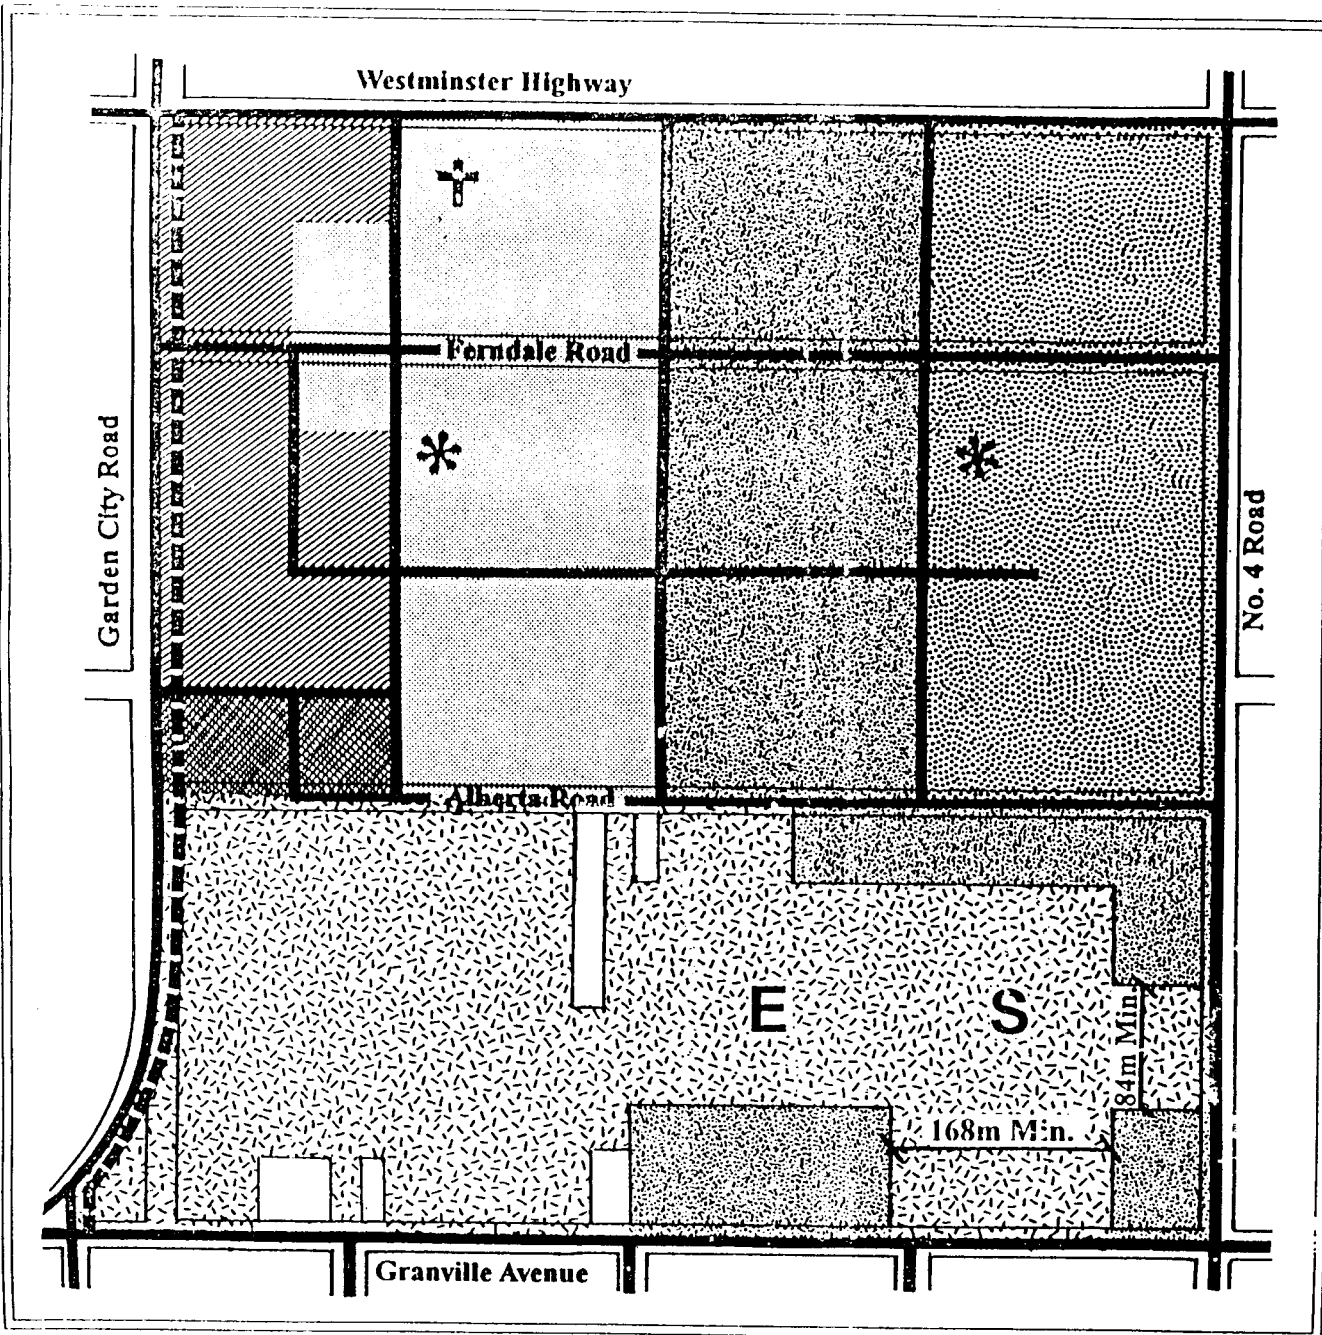 Westminster Highway
Ferndale Road
Garden City Road
No. 4 Road
Alberta Road
E
S
84m Min.
168m Min.
Granville Avenue